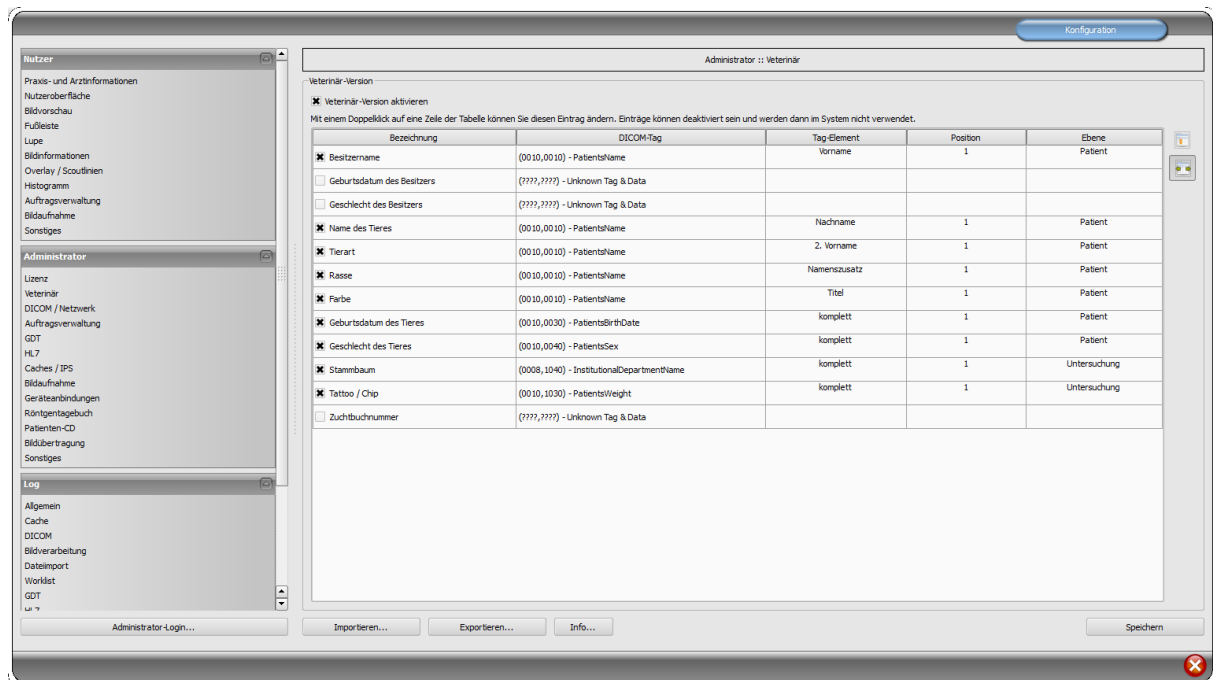 Konfiguration
Nutzer
Praxis- und Arztinformationen
Nutzeroberfläche
Bildvorschau
Fußleiste
Lupe
Bildinformationen
Overlay / Scoutlinien
Histogramm
Auftragsverwaltung
Bildaufnahme
Sonstiges
Administrator
Lizenz
Veterinär
DICOM / Netzwerk
Auftragsverwaltung
GDT
HL7
Caches / IPS
Bildaufnahme
Geräteanbindungen
Röntgentagebuch
Patienten-CD
Bildübertragung
Sonstiges
Log
Allgemein
Cache
DICOM
Bildverarbeitung
Dateiimport
Worklist
GDT
HL7
Administrator-Login...
Administrator :: Veterinär
Veterinär-Version
Veterinär-Version aktivieren
Mit einem Doppelklick auf eine Zeile der Tabelle können Sie diesen Eintrag ändern. Einträge können deaktiviert sein und werden dann im System nicht verwendet.
Bezeichnung DICOM-Tag Tag-Element Position Ebene
Besitzername (0010,0010) - PatientsName Vorname 1 Patient
Geburtsdatum des Besitzers (????,????) - Unknown Tag & Data
Geschlecht des Besitzers (????,????) - Unknown Tag & Data
Name des Tieres (0010,0010) - PatientsName Nachname 1 Patient
Tierart (0010,0010) - PatientsName 2. Vorname 1 Patient
Rasse (0010,0010) - PatientsName Namenszusatz 1 Patient
Farbe (0010,0010) - PatientsName Titel 1 Patient
Geburtsdatum des Tieres (0010,0030) - PatientsBirthDate komplett 1 Patient
Geschlecht des Tieres (0010,0040) - PatientsSex komplett 1 Patient
Stammbaum (0008,1040) - InstitutionalDepartmentName komplett 1 Untersuchung
Tattoo / Chip (0010,1030) - PatientsWeight komplett 1 Untersuchung
Zuchtbuchnummer (????,????) - Unknown Tag & Data
Importieren... Exportieren... Info... Speichern